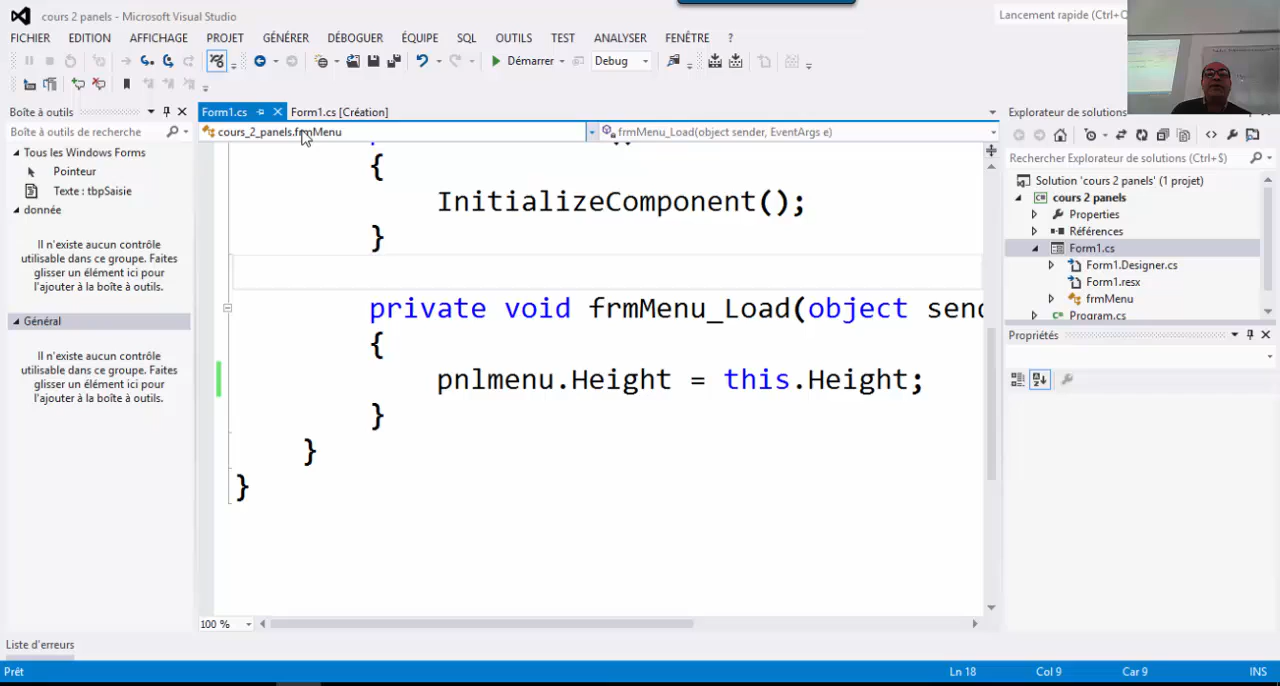 cours 2 panels - Microsoft Visual Studio
Lancement rapide (Ctrl+Q
FICHIER EDITION AFFICHAGE PROJET GÉNÉRER DÉBOGUER ÉQUIPE SQL OUTILS TEST ANALYSER FENÊTRE ?
Démarrer Debug
Boîte à outils
Boîte à outils de recherche
Tous les Windows Forms
Pointeur
Texte : tbpSaisie
donnée
Il n'existe aucun contrôle
utilisable dans ce groupe. Faites
glisser un élément ici pour
l'ajouter à la boîte à outils.
Général
Il n'existe aucun contrôle
utilisable dans ce groupe. Faites
glisser un élément ici pour
l'ajouter à la boîte à outils.
Form1.cs Form1.cs [Création]
cours_2_panels.frmMenu frmMenu_Load(object sender, EventArgs e)
{
InitializeComponent();
}
private void frmMenu_Load(object send
{
pnlmenu.Height = this.Height;
}
}
}
100 %
Explorateur de solutions
Rechercher Explorateur de solutions (Ctrl+$)
Solution 'cours 2 panels' (1 projet)
cours 2 panels
Properties
Références
Form1.cs
Form1.Designer.cs
Form1.resx
frmMenu
Program.cs
Propriétés
Liste d'erreurs
Prêt Ln 18 Col 9 Car 9 INS